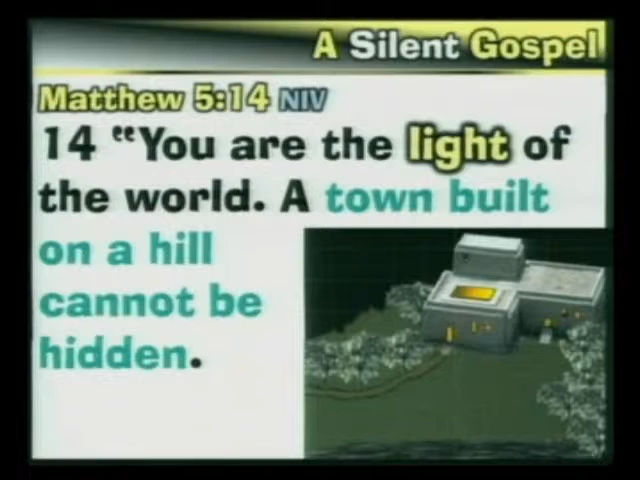 A Silent Gospel
Matthew 5:14 NIV
14 "You are the light of
the world. A town built
on a hill
cannot be
hidden.